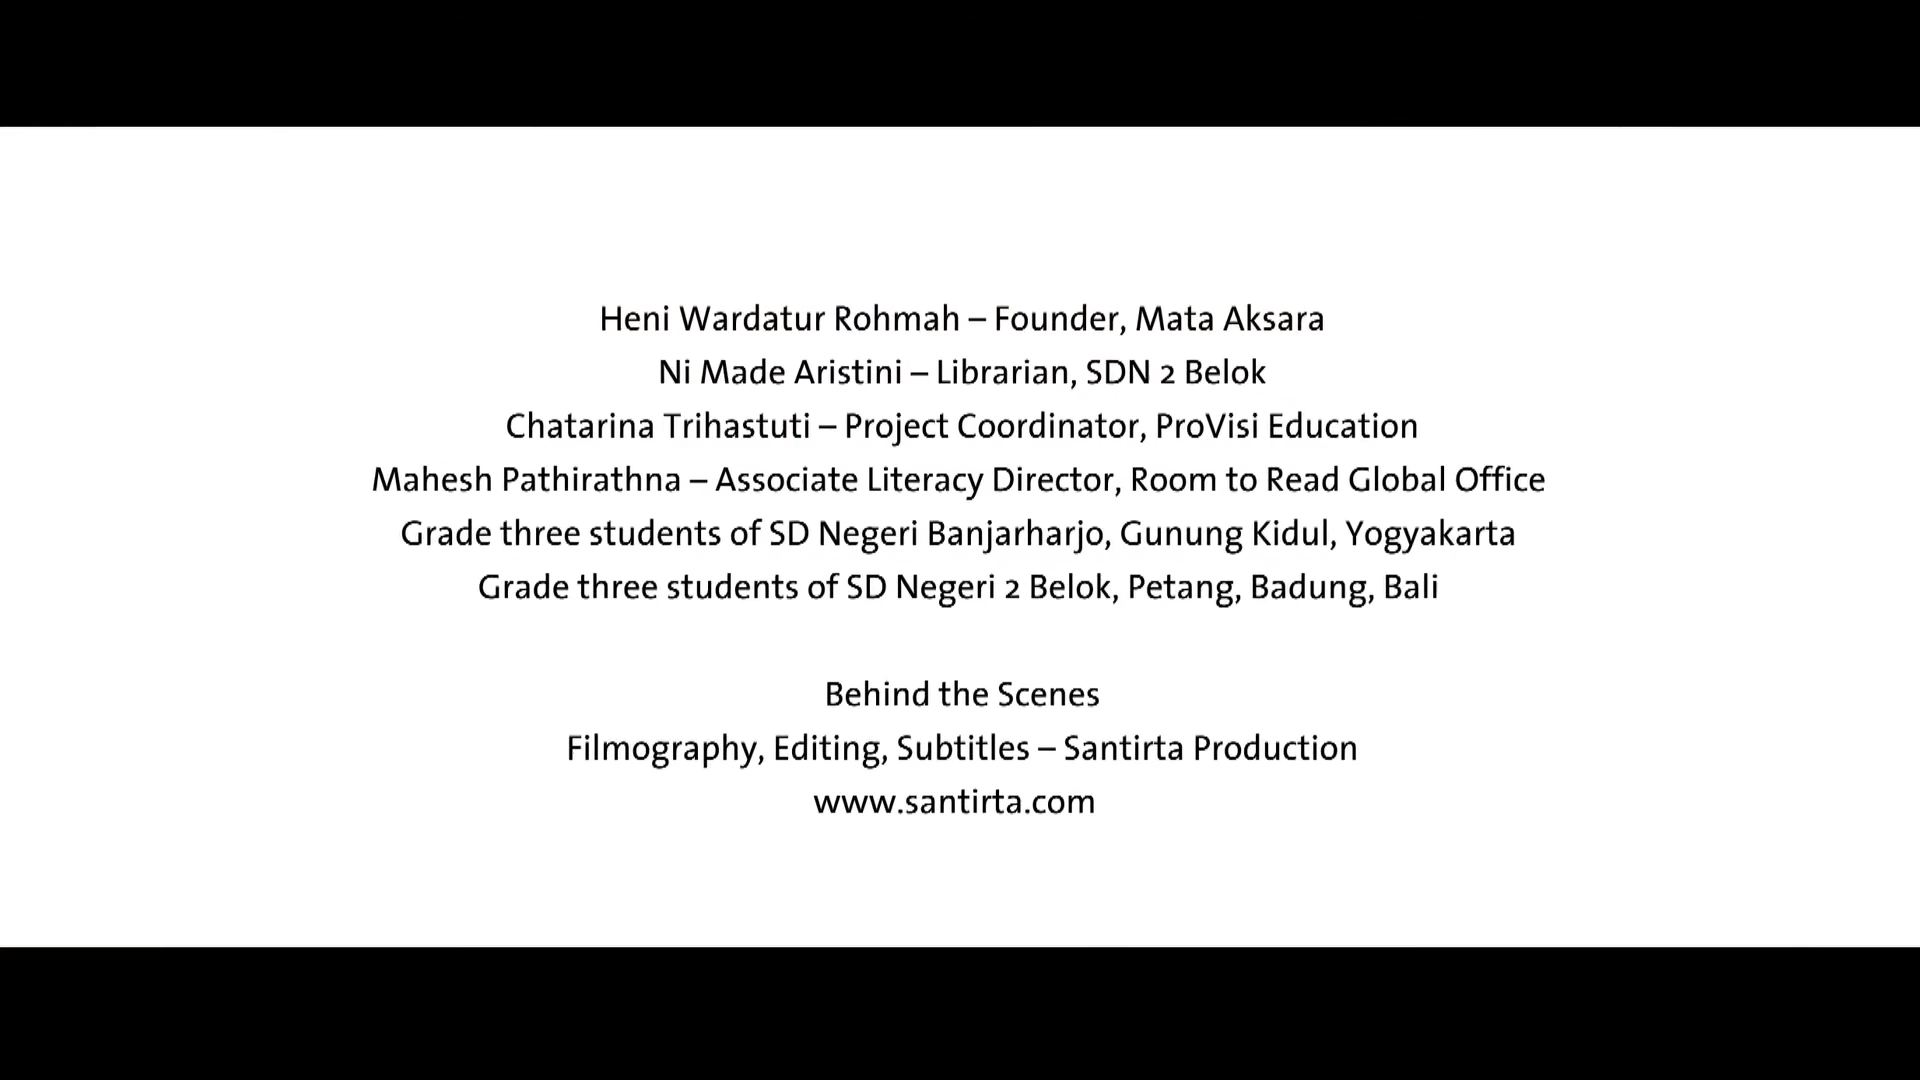 Heni Wardatur Rohmah – Founder, Mata Aksara
Ni Made Aristini – Librarian, SDN 2 Belok
Chatarina Trihastuti – Project Coordinator, ProVisi Education
Mahesh Pathirathna – Associate Literacy Director, Room to Read Global Office
Grade three students of SD Negeri Banjarharjo, Gunung Kidul, Yogyakarta
Grade three students of SD Negeri 2 Belok, Petang, Badung, Bali
Behind the Scenes
Filmography, Editing, Subtitles – Santirta Production
www.santirta.com